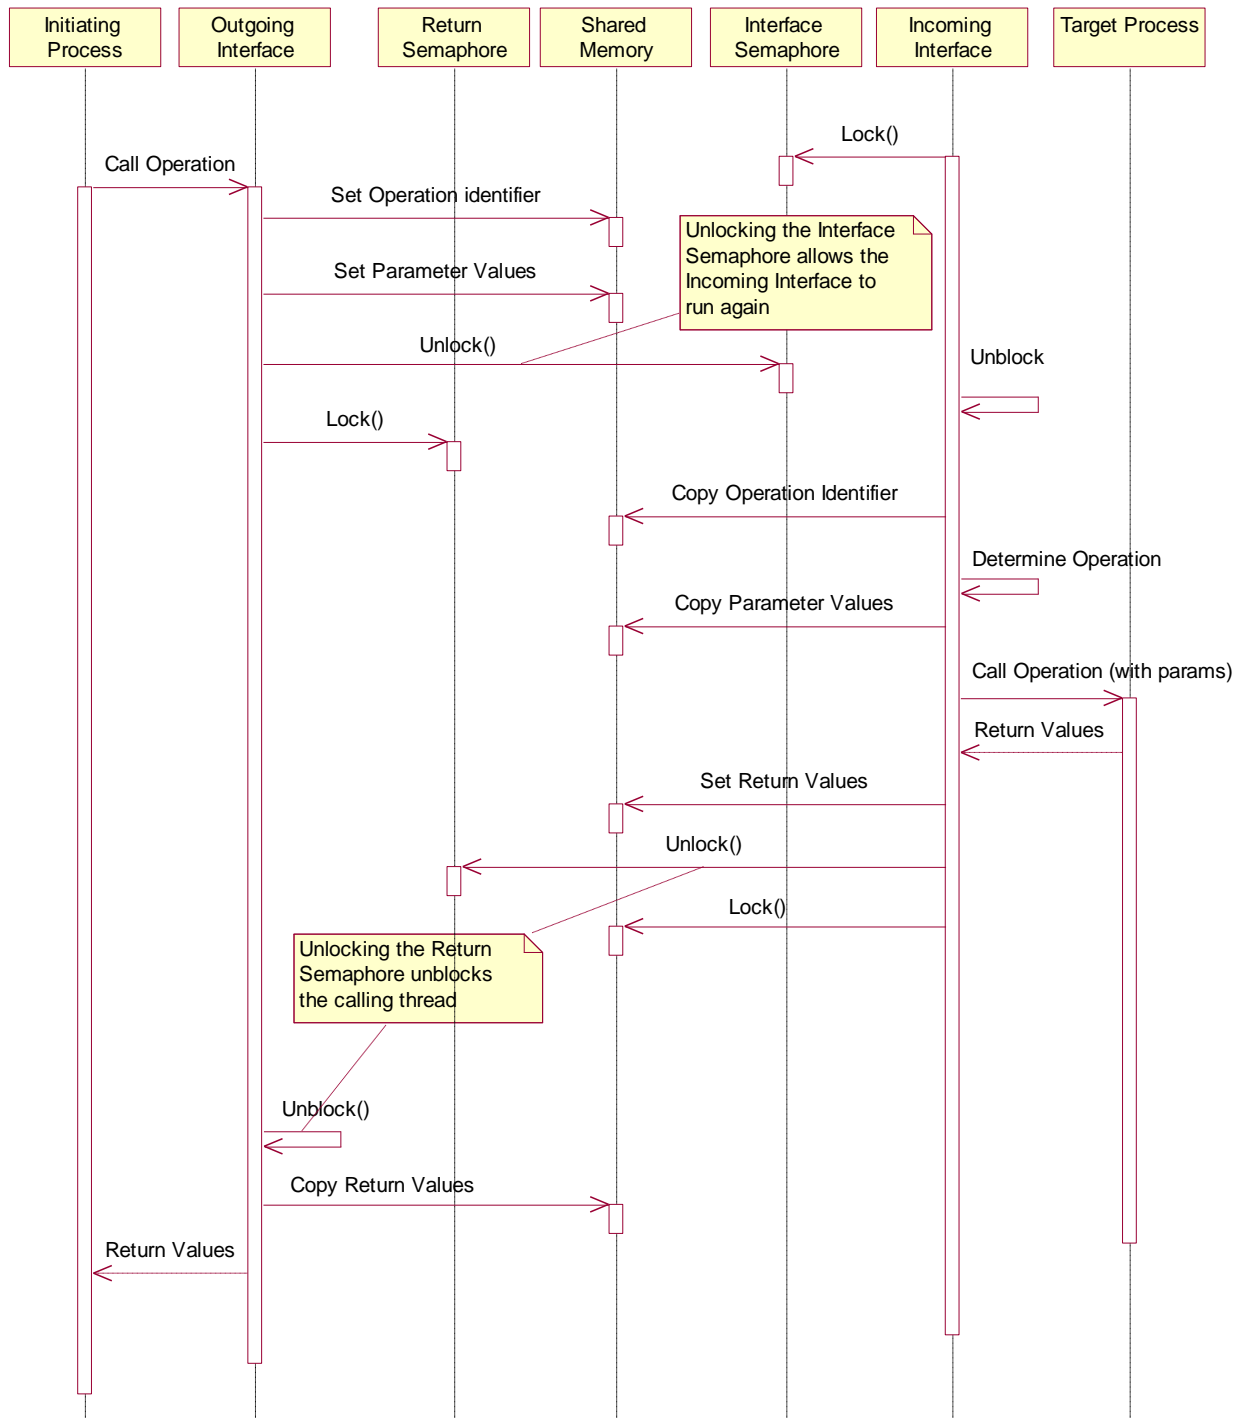 Initiating
Process
Outgoing
Interface
Return
Semaphore
Shared
Memory
Interface
Semaphore
Incoming
Interface
Target Process
Lock()
Call Operation
Set Operation identifier
Unlocking the Interface
Semaphore allows the
Incoming Interface to
run again
Set Parameter Values
Unlock()
Unblock
Lock()
Copy Operation Identifier
Determine Operation
Copy Parameter Values
Call Operation (with params)
Return Values
Set Return Values
Unlock()
Lock()
Unlocking the Return
Semaphore unblocks
the calling thread
Unblock()
Copy Return Values
Return Values